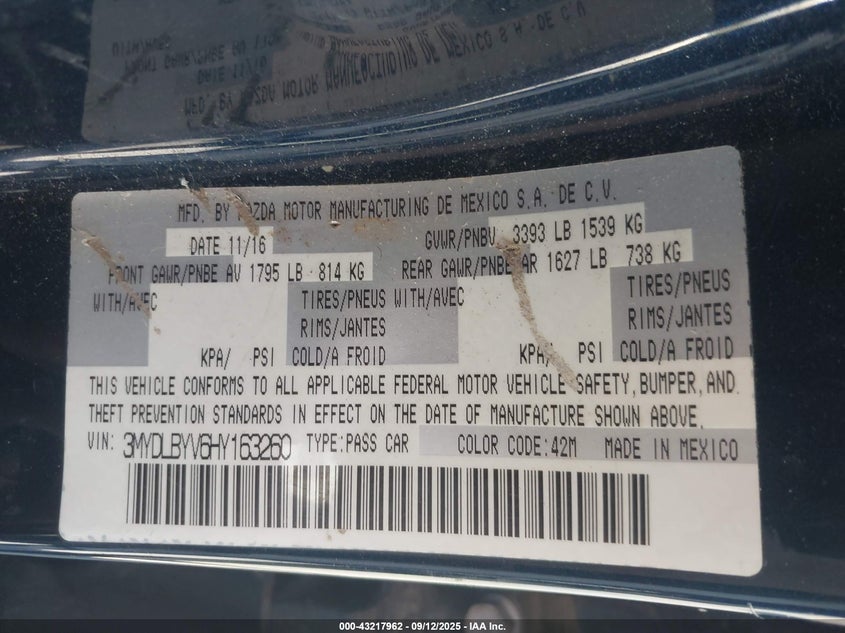 MFD. BY MAZDA MOTOR MANUFACTURING DE MEXICO S.A. DE C.V.
DATE 11/16 GVWR/PNBV 3393 LB 1539 KG
FRONT GAWR/PNBE AV 1795 LB 814 KG REAR GAWR/PNBE AR 1627 LB 738 KG
WITH/AVEC TIRES/PNEUS WITH/AVEC TIRES/PNEUS
RIMS/JANTES RIMS/JANTES
KPA/ PSI COLD/A FROID KPA/ PSI COLD/A FROID
THIS VEHICLE CONFORMS TO ALL APPLICABLE FEDERAL MOTOR VEHICLE SAFETY, BUMPER, AND.
THEFT PREVENTION STANDARDS IN EFFECT ON THE DATE OF MANUFACTURE SHOWN ABOVE.
VIN: 3MYDLBYV6HY163260 TYPE:PASS CAR COLOR CODE:42M MADE IN MEXICO
000-43217962 - 09/12/2025 - IAA Inc.